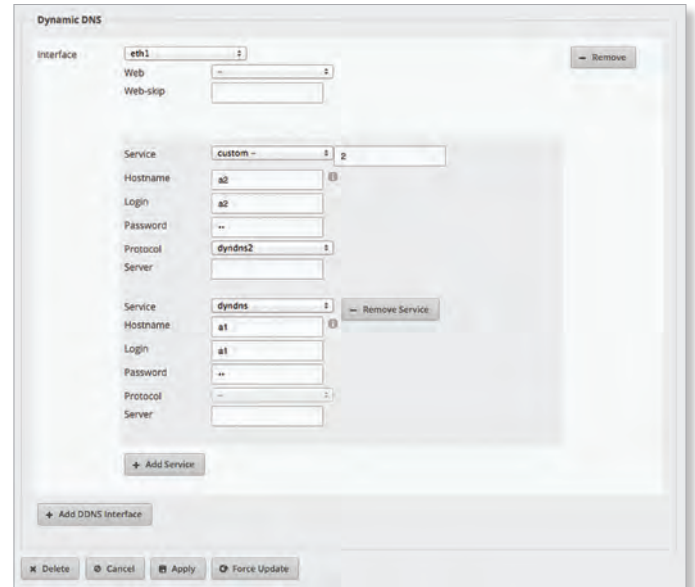 Dynamic DNS
Interface eth1 − Remove
Web -
Web-skip
Service custom - 2
Hostname a2
Login a2
Password ••
Protocol dyndns2
Server
Service dyndns − Remove Service
Hostname a1
Login a1
Password ••
Protocol -
Server
+ Add Service
+ Add DDNS Interface
Delete Cancel Apply Force Update